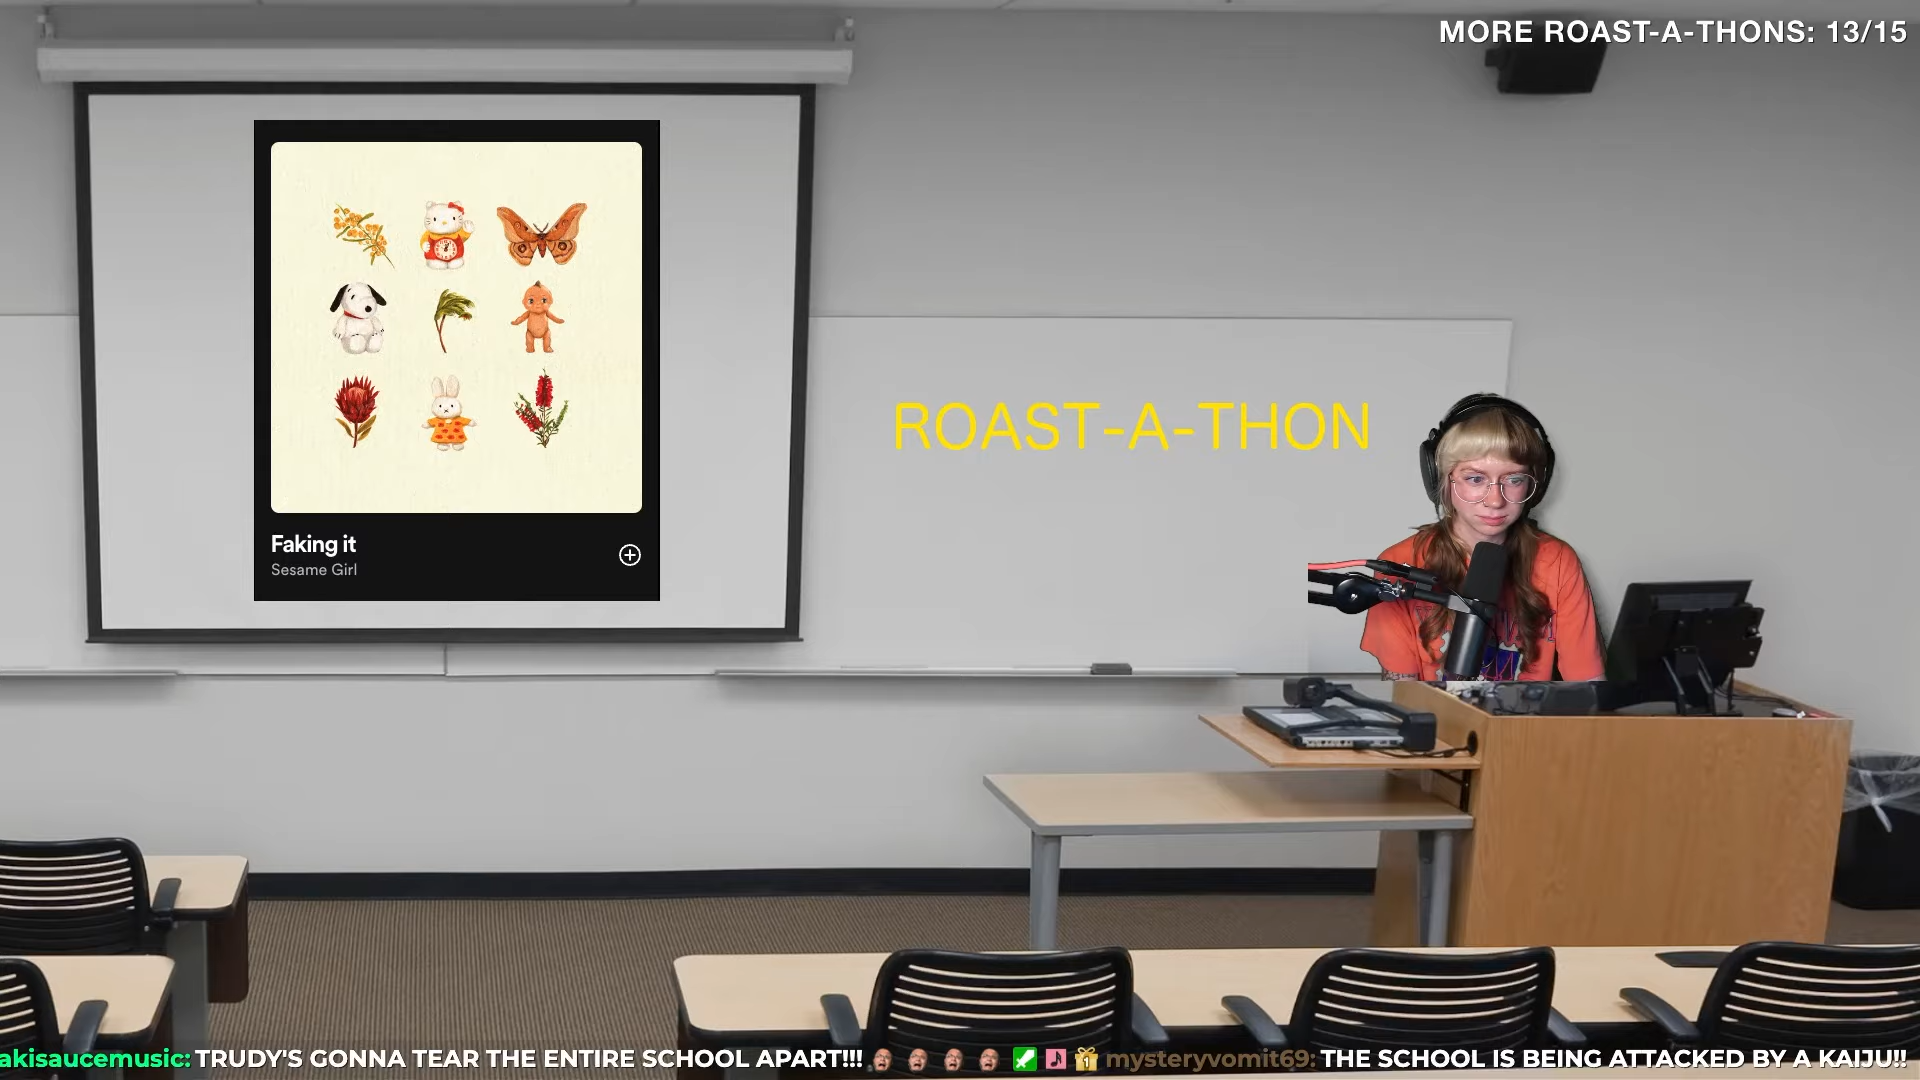 MORE ROAST-A-THONS: 13/15
ROAST-A-THON
Faking it
Sesame Girl
akisaucemusic: TRUDY'S GONNA TEAR THE ENTIRE SCHOOL APART!!! mysteryvomit69: THE SCHOOL IS BEING ATTACKED BY A KAIJU!!